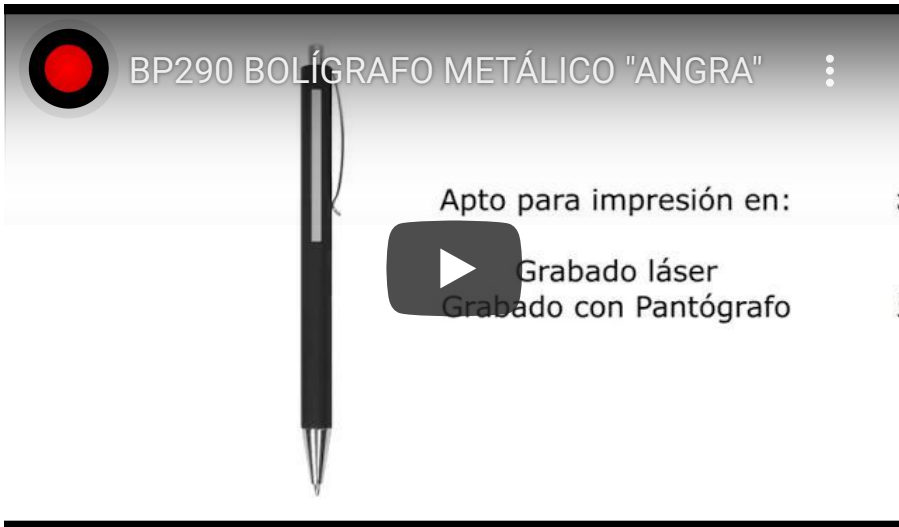 BP290 BOLÍGRAFO METÁLICO "ANGRA"
Apto para impresión en:
Grabado láser
Grabado con Pantógrafo